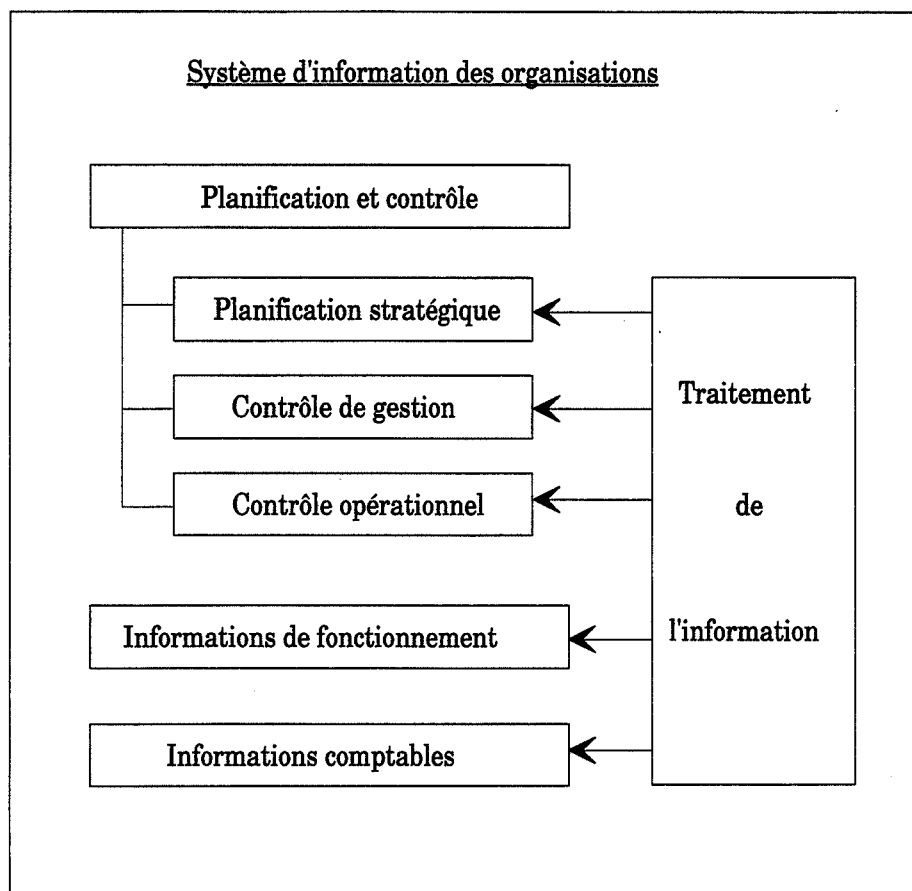 Système d'information des organisations
Planification et contrôle
Planification stratégique
Contrôle de gestion
Contrôle opérationnel
Informations de fonctionnement
Informations comptables
Traitement
de
l'information